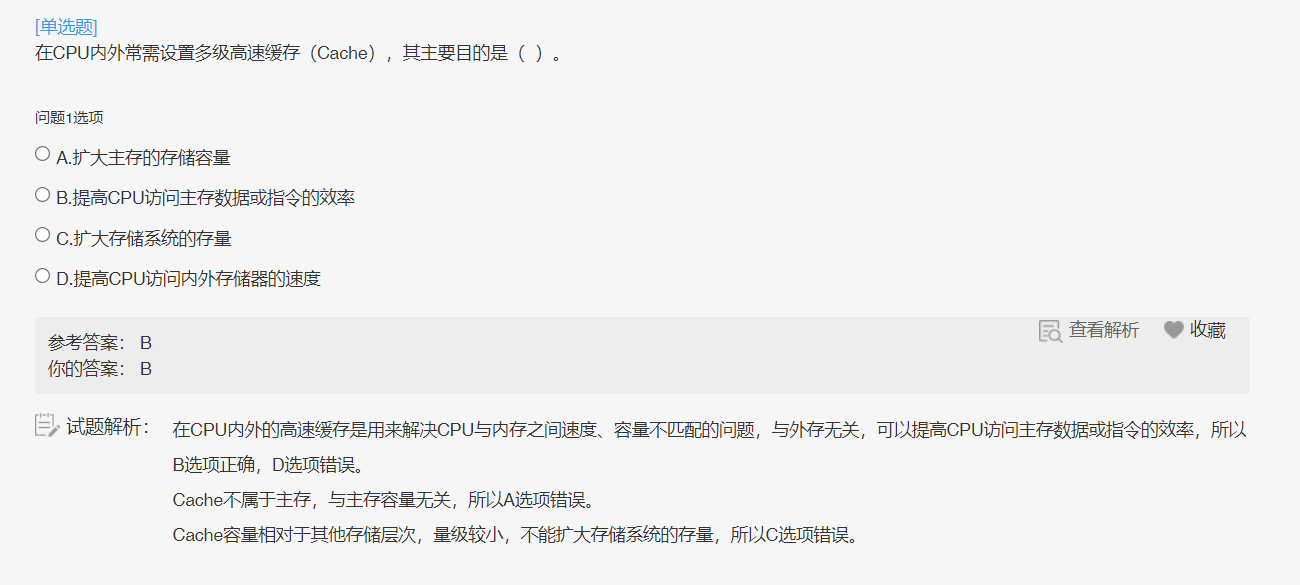 [单选题]
在CPU内外常需设置多级高速缓存（Cache），其主要目的是（ ）。
问题1选项
A.扩大主存的存储容量
B.提高CPU访问主存数据或指令的效率
C.扩大存储系统的存量
D.提高CPU访问内外存储器的速度
查看解析 收藏
参考答案： B
你的答案： B
试题解析： 在CPU内外的高速缓存是用来解决CPU与内存之间速度、容量不匹配的问题，与外存无关，可以提高CPU访问主存数据或指令的效率，所以
B选项正确，D选项错误。
Cache不属于主存，与主存容量无关，所以A选项错误。
Cache容量相对于其他存储层次，量级较小，不能扩大存储系统的存量，所以C选项错误。